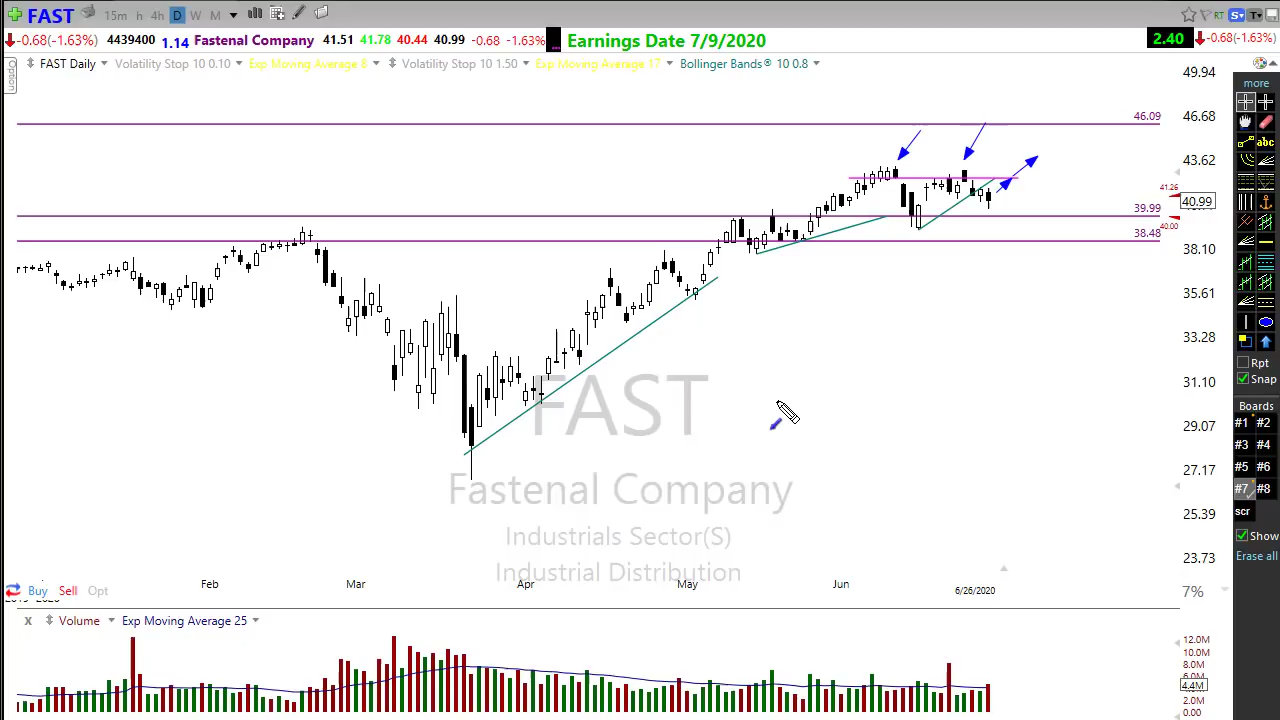 FAST 15m h 4h D W M RT S T
-0.68(-1.63%) 4439400 1.14 Fastenal Company 41.51 41.78 40.44 40.99 -0.68 -1.63% Earnings Date 7/9/2020 2.40 -0.68(-1.63%)
Option FAST Daily Volatility Stop 10 0.10 Exp Moving Average 8 Volatility Stop 10 1.50 Exp Moving Average 17 Bollinger Bands® 10 0.8
49.94
more
46.09 46.68
abc
43.62
41.26
40.99
39.99
40.00
38.48
38.10
35.61
33.28
Rpt
Snap
31.10
FAST
Boards
#1 #2
29.07
#3 #4
27.17
#5 #6
Fastenal Company
#7 #8
25.39
scr
Industrials Sector(S)
Show
23.73
Erase all
Industrial Distribution
Feb Mar Apr May Jun
Buy Sell Opt 6/26/2020 7%
x Volume Exp Moving Average 25
12.0M
10.0M
8.0M
6.0M
4.4M
2.0M
0.00